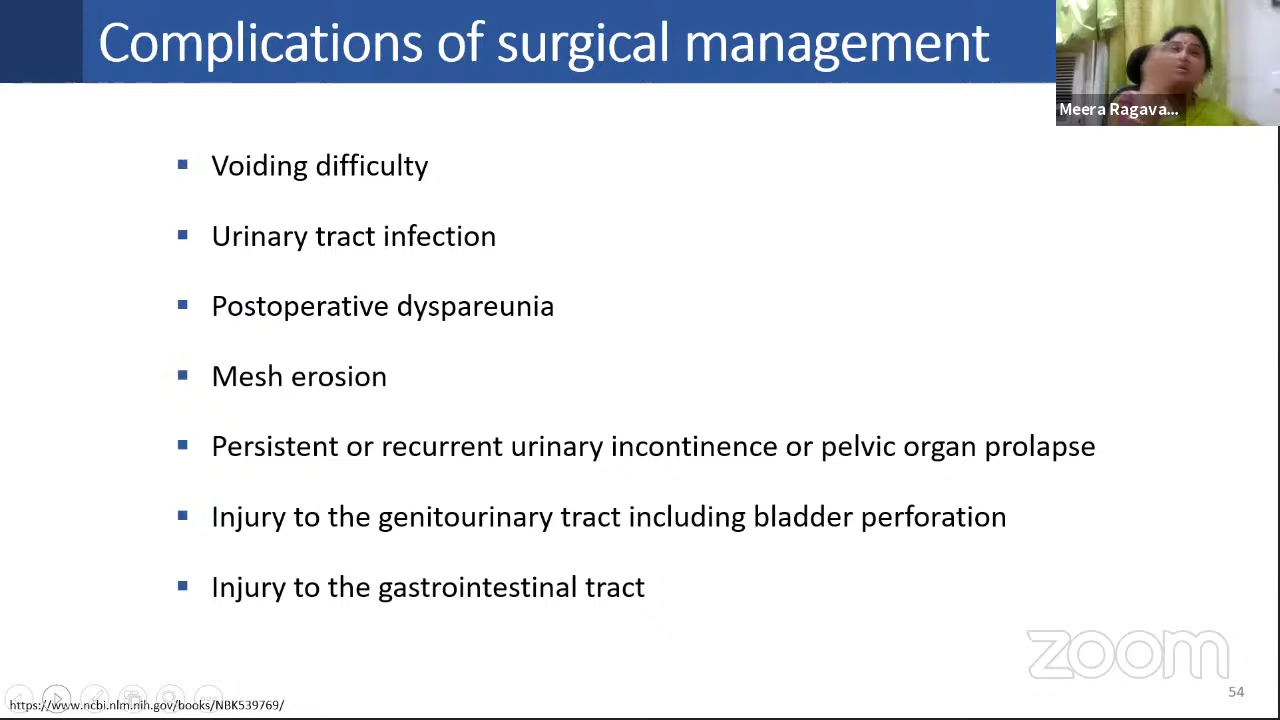 Complications of surgical management
Meera Ragava...
Voiding difficulty
Urinary tract infection
Postoperative dyspareunia
Mesh erosion
Persistent or recurrent urinary incontinence or pelvic organ prolapse
Injury to the genitourinary tract including bladder perforation
Injury to the gastrointestinal tract
zoom
54
https://www.ncbi.nlm.nih.gov/books/NBK539769/